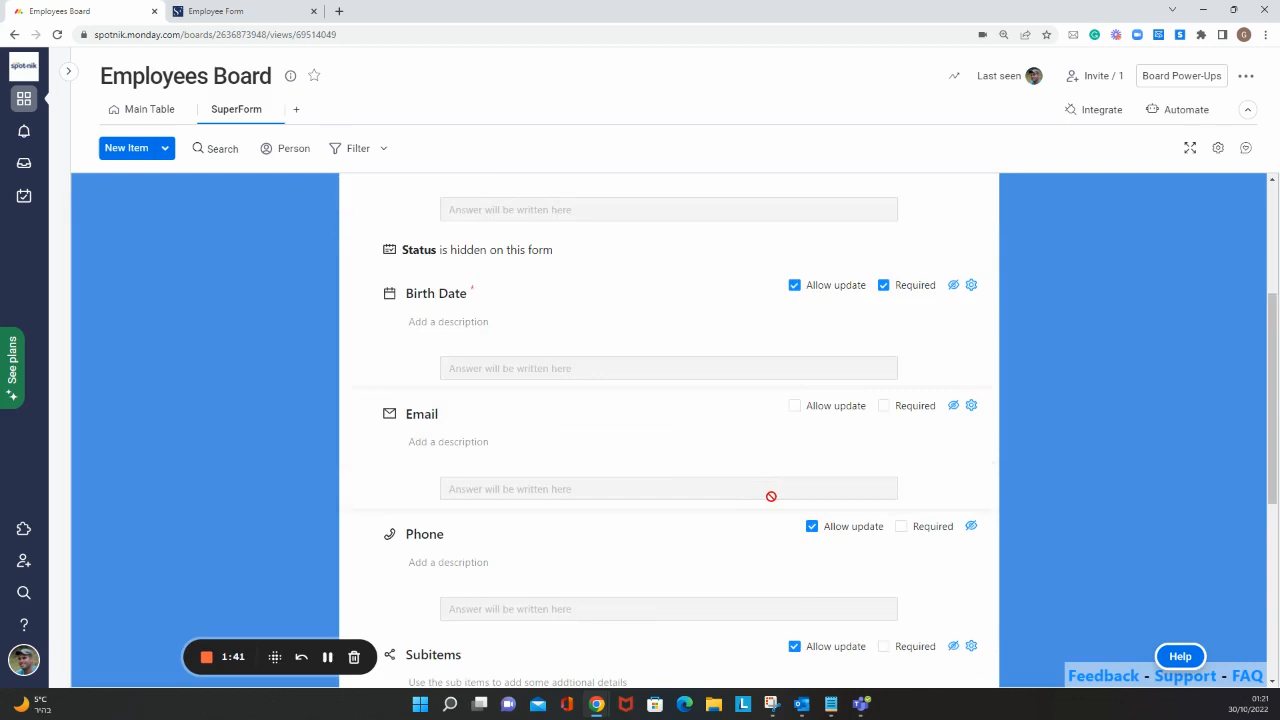 Employees Board
Employee Form
spotnik.monday.com/boards/2636873948/views/69514049
spot-nik
Employees Board
Last seen
Invite / 1
Board Power-Ups
Main Table
SuperForm
Integrate
Automate
New Item
Search
Person
Filter
Answer will be written here
Status is hidden on this form
Birth Date *
Allow update
Required
Add a description
Answer will be written here
Email
Allow update
Required
Add a description
Answer will be written here
Phone
Allow update
Required
Add a description
Answer will be written here
Subitems
Allow update
Required
Use the sub items to add some addtional details
See plans
1:41
Help
Feedback - Support - FAQ
5°C
בהיר
01:21
30/10/2022